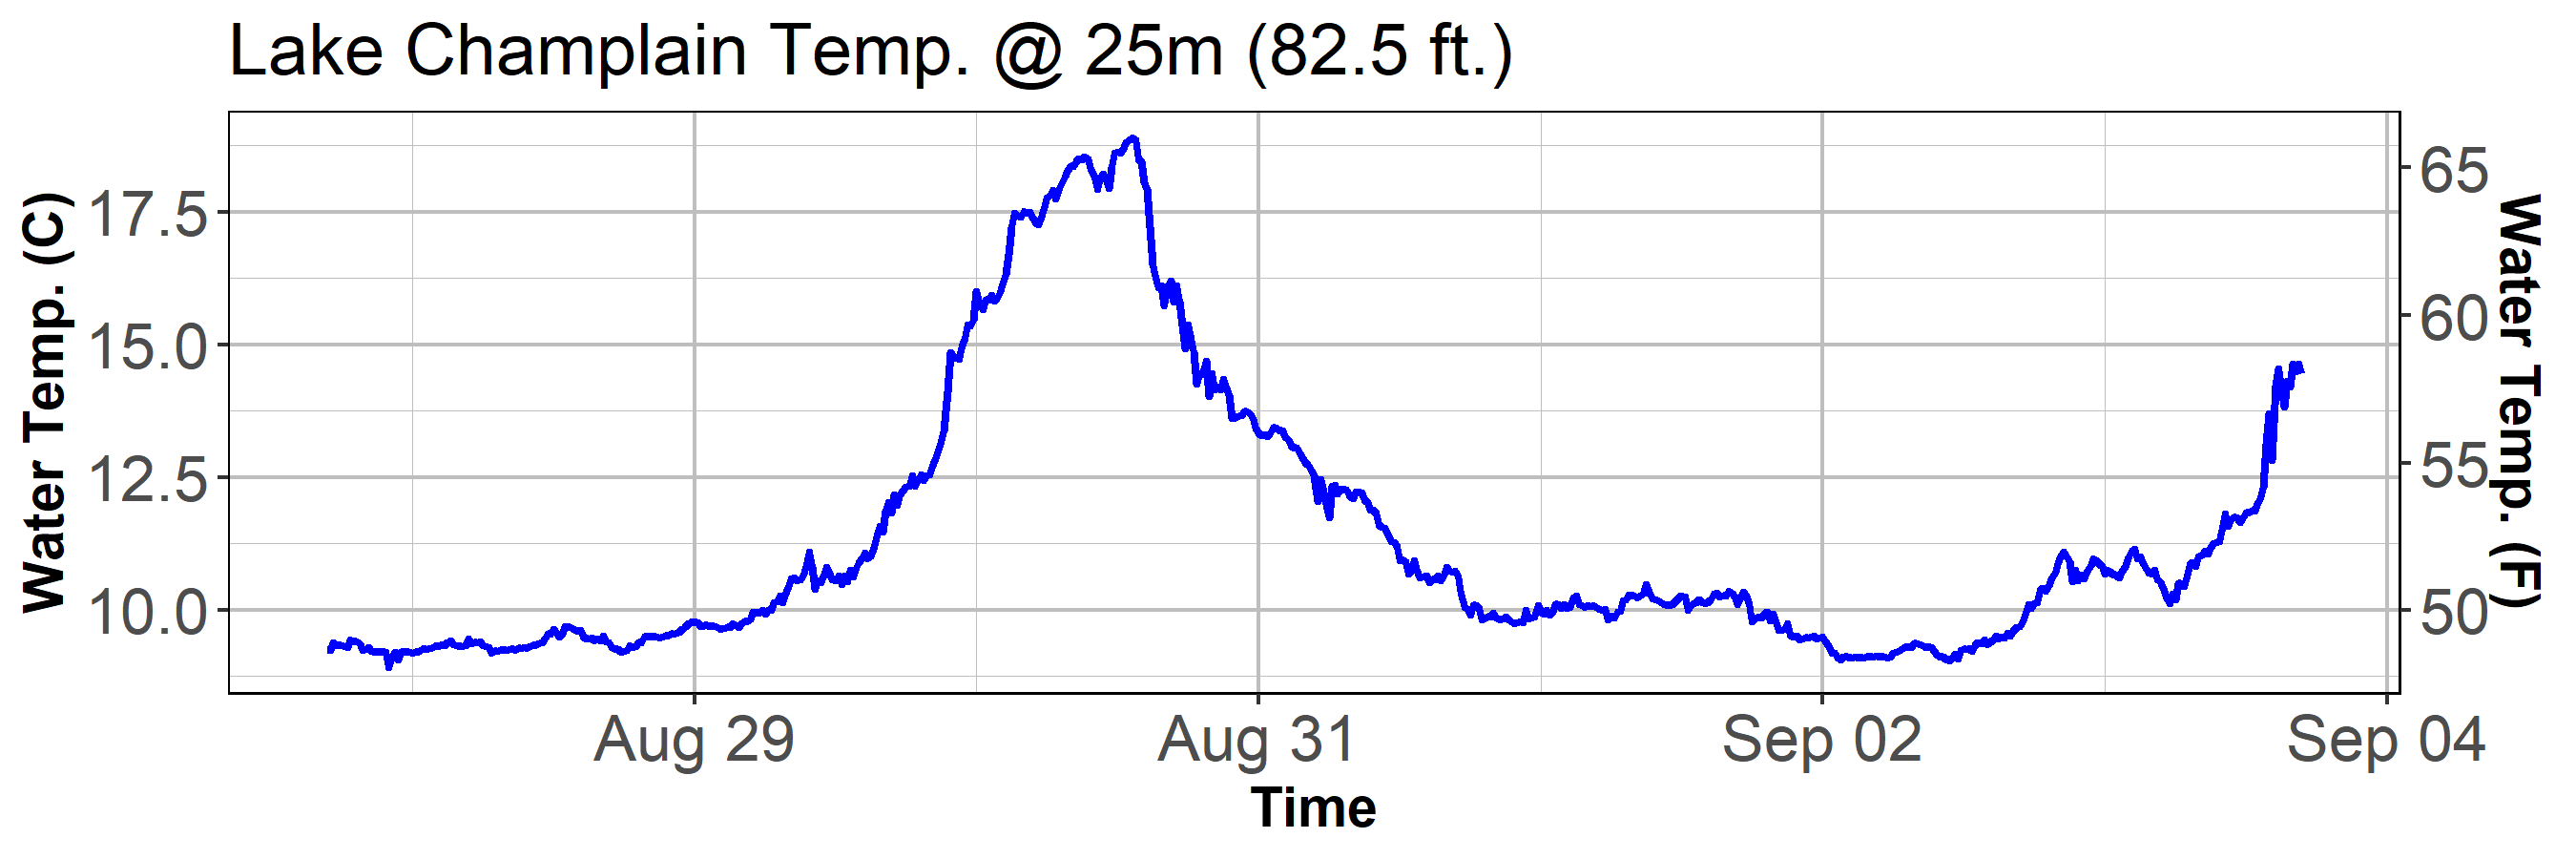 Lake Champlain Temp. @ 25m (82.5 ft.)
Water Temp. (C)
17.5
15.0
12.5
10.0
65
60
55
50
Water Temp. (F)
Aug 29
Aug 31
Sep 02
Sep 04
Time